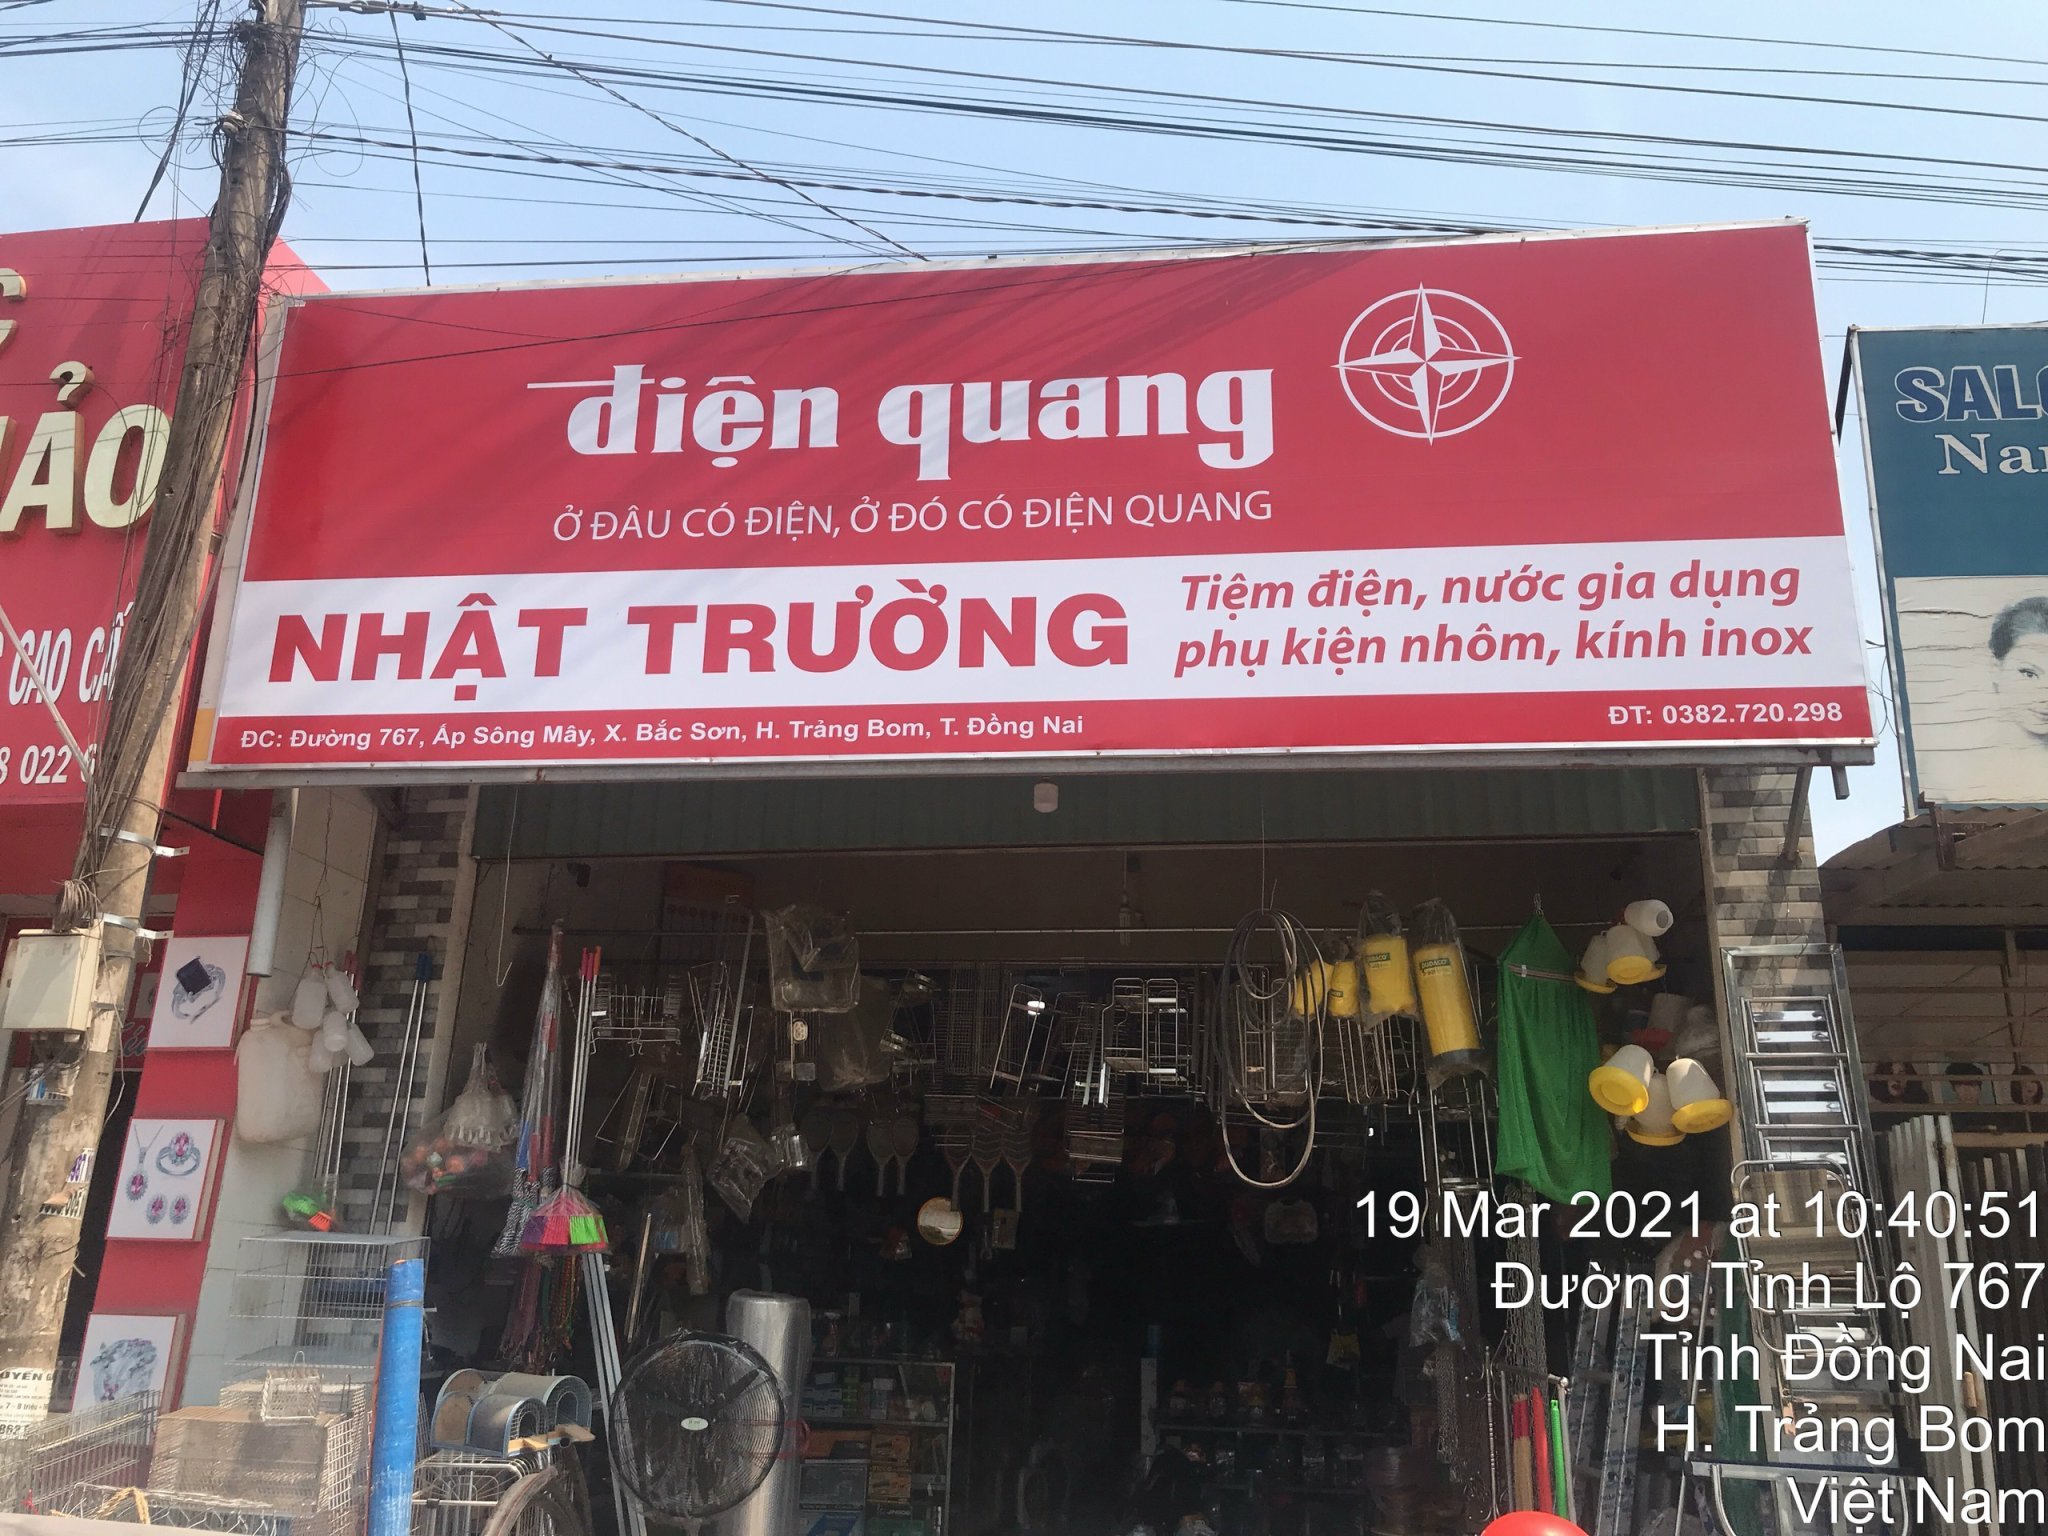 điện quang
Ở ĐÂU CÓ ĐIỆN, Ở ĐÓ CÓ ĐIỆN QUANG
NHẬT TRƯỜNG
Tiệm điện, nước gia dụng
phụ kiện nhôm, kính inox
ĐC: Đường 767, Ấp Sông Mây, X. Bắc Sơn, H. Trảng Bom, T. Đồng Nai
ĐT: 0382.720.298
CAO
022
19 Mar 2021 at 10:40:51
Đường Tỉnh Lộ 767
Tỉnh Đồng Nai
H. Trảng Bom
Việt Nam